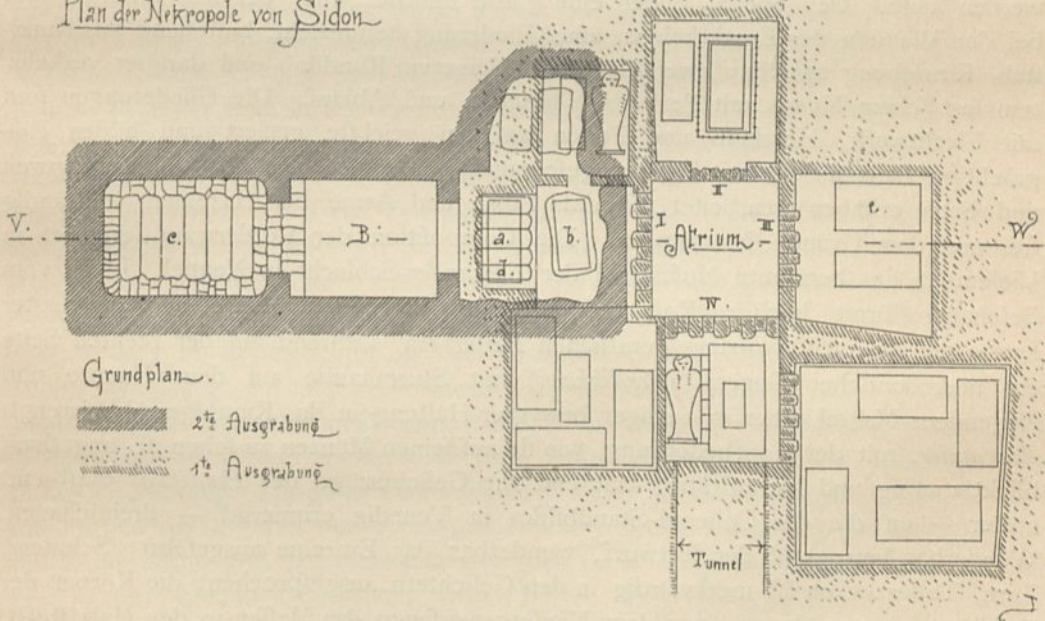 Plan der Nekropole von Sidon
V. c. B a. d. b. I Atrium III e. W.
II
IV.
Grundplan.
2te Ausgrabung
1te Ausgrabung
Tunnel